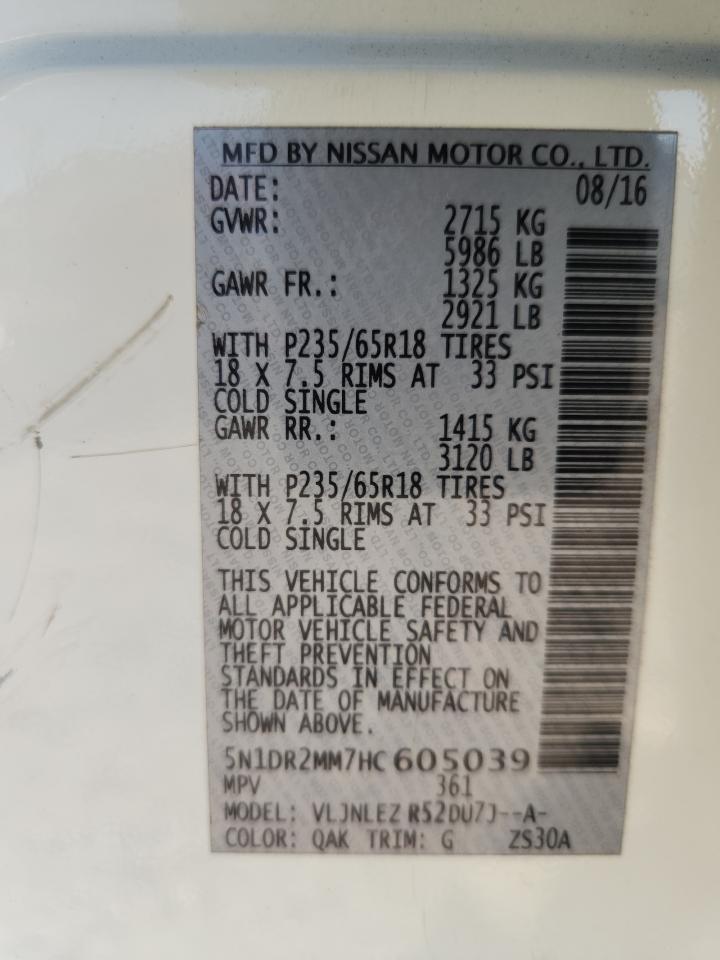 MFD BY NISSAN MOTOR CO., LTD.
DATE: 08/16
GVWR: 2715 KG
5986 LB
GAWR FR.: 1325 KG
2921 LB
WITH P235/65R18 TIRES
18 X 7.5 RIMS AT 33 PSI
COLD SINGLE
GAWR RR.: 1415 KG
3120 LB
WITH P235/65R18 TIRES
18 X 7.5 RIMS AT 33 PSI
COLD SINGLE
THIS VEHICLE CONFORMS TO
ALL APPLICABLE FEDERAL
MOTOR VEHICLE SAFETY AND
THEFT PREVENTION
STANDARDS IN EFFECT ON
THE DATE OF MANUFACTURE
SHOWN ABOVE.
5N1DR2MM7HC605039
MPV 361
MODEL: VLJNLEZ R52DU7J--A-
COLOR: QAK TRIM: G ZS30A